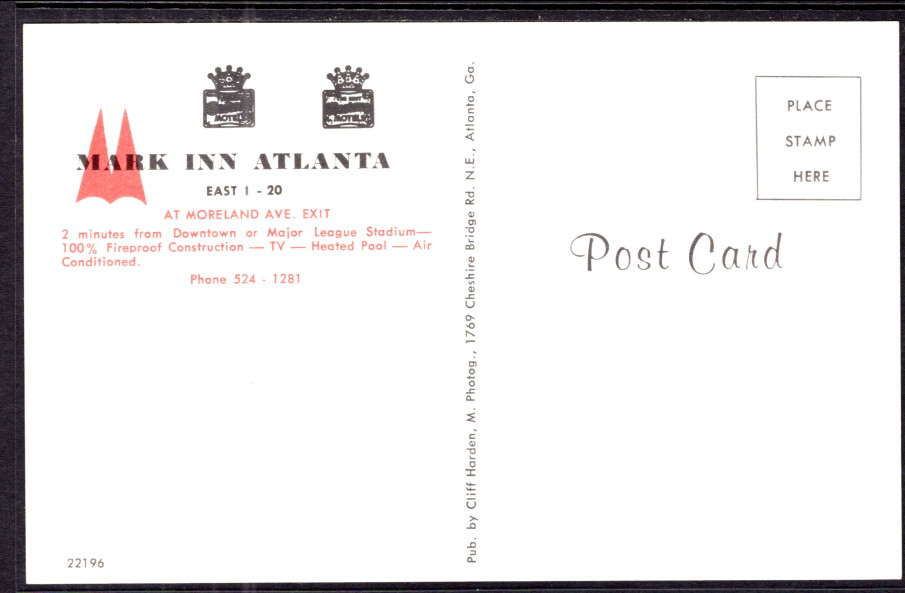 MOTELS
MOTELS
MARK INN ATLANTA
EAST I - 20
AT MORELAND AVE. EXIT
2 minutes from Downtown or Major League Stadium—
100% Fireproof Construction — TV — Heated Pool — Air
Conditioned.
Phone 524 - 1281
22196
Pub. by Cliff Harden, M. Photog., 1769 Cheshire Bridge Rd. N.E., Atlanta, Ga.
PLACE
STAMP
HERE
Post Card